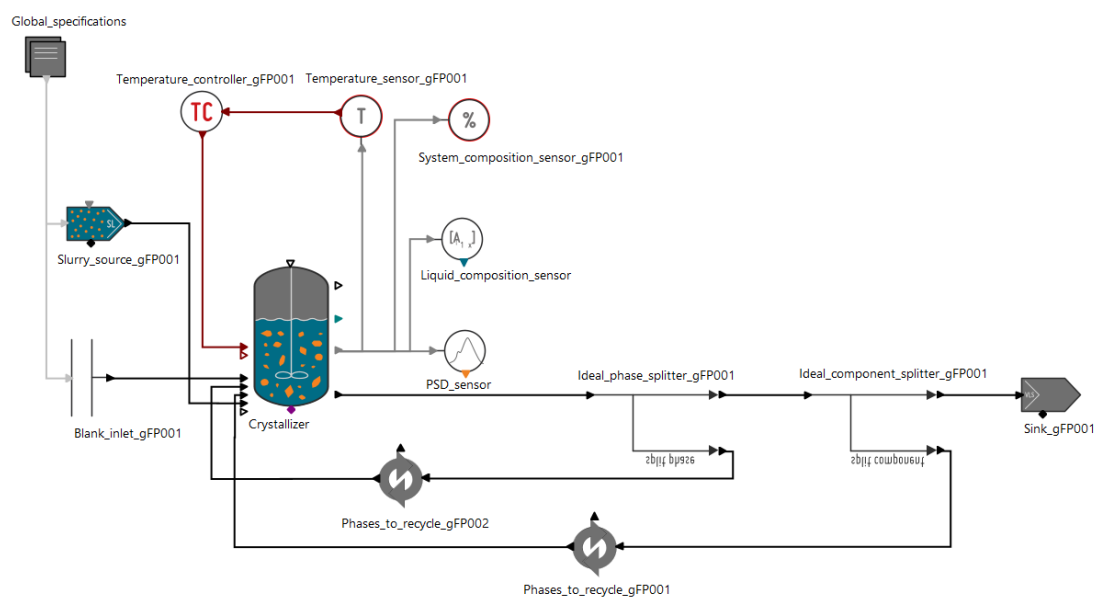 Global_specifications
Temperature_controller_gFP001
Temperature_sensor_gFP001
TC
T
%
System_composition_sensor_gFP001
SL
Slurry_source_gFP001
[A, x]
Liquid_composition_sensor
PSD_sensor
Ideal_phase_splitter_gFP001
Ideal_component_splitter_gFP001
VLS
Sink_gFP001
Blank_inlet_gFP001
Crystallizer
split phase
split component
Phases_to_recycle_gFP002
Phases_to_recycle_gFP001